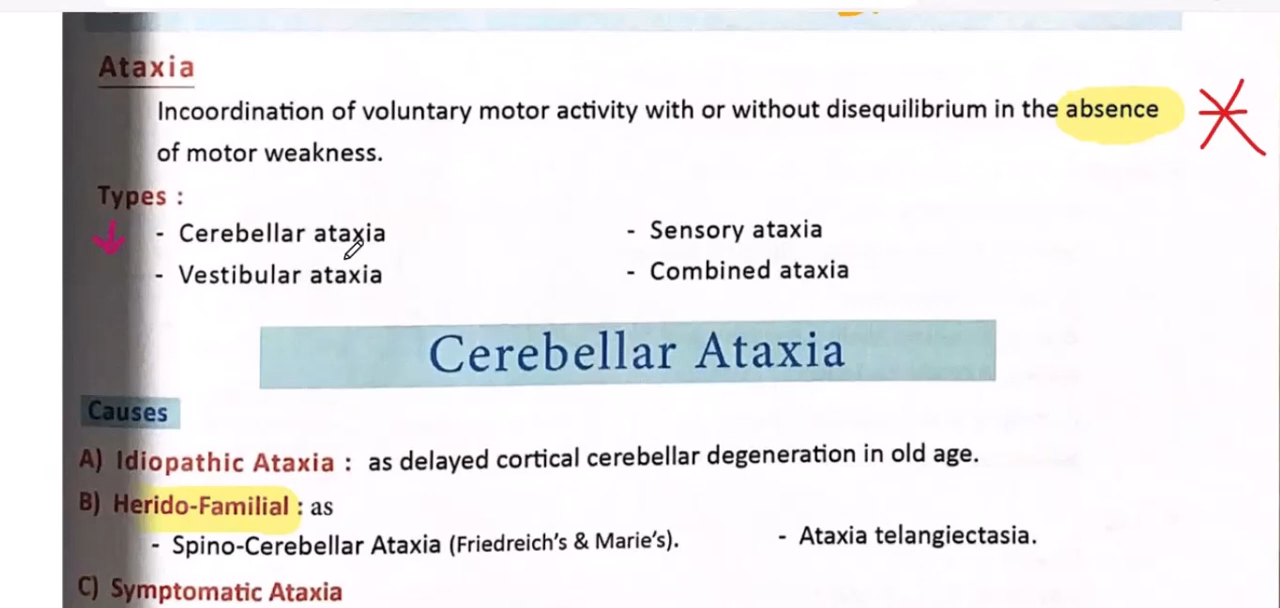 Ataxia
Incoordination of voluntary motor activity with or without disequilibrium in the absence
of motor weakness.
Types :
- Cerebellar ataxia
- Sensory ataxia
- Vestibular ataxia
- Combined ataxia
Cerebellar Ataxia
Causes
A) Idiopathic Ataxia : as delayed cortical cerebellar degeneration in old age.
B) Herido-Familial : as
- Spino-Cerebellar Ataxia (Friedreich's & Marie's).
- Ataxia telangiectasia.
C) Symptomatic Ataxia